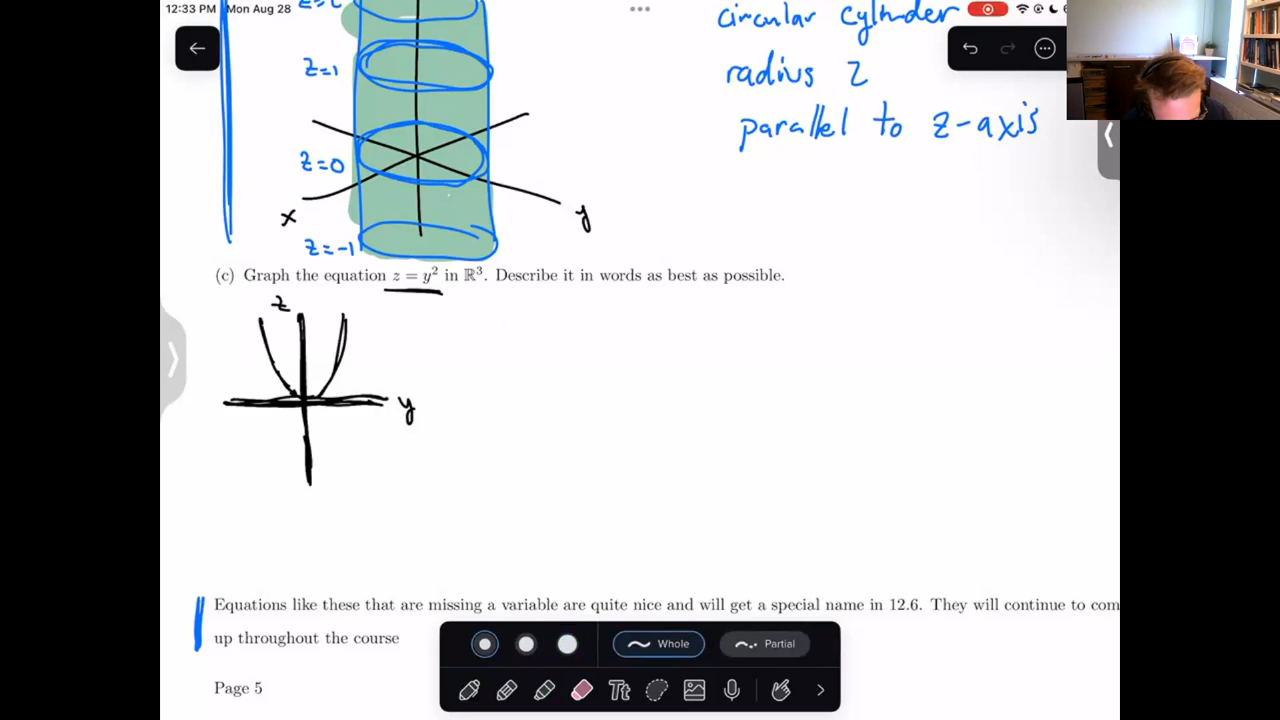 12:33 PM Mon Aug 28
circular cylinder
z=1
radius 2
parallel to z-axis
z=0
x
y
z=-1
(c) Graph the equation z = y² in ℝ³. Describe it in words as best as possible.
z
y
Equations like these that are missing a variable are quite nice and will get a special name in 12.6. They will continue to com
up throughout the course
Whole
Partial
Tt
Page 5